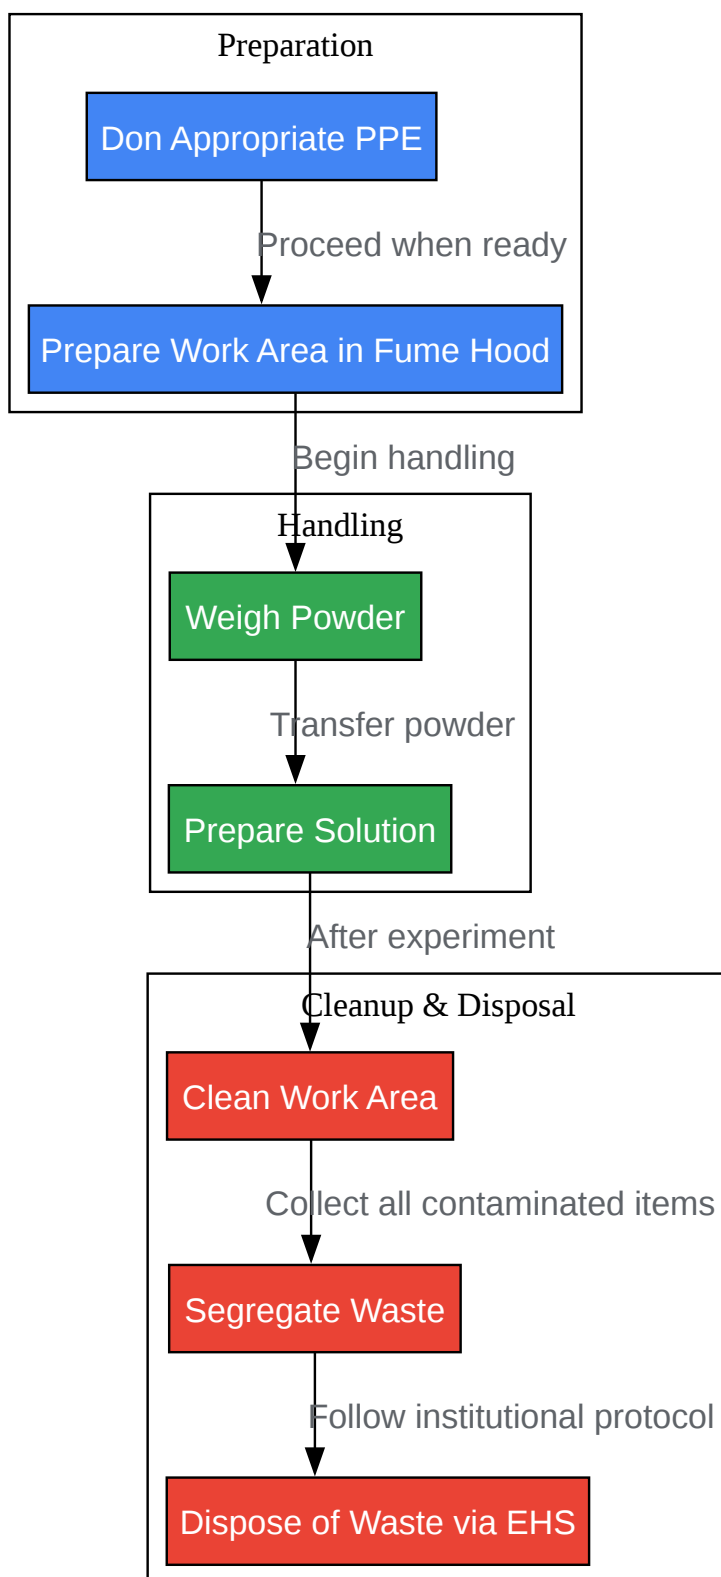 Preparation
Don Appropriate PPE
Proceed when ready
Prepare Work Area in Fume Hood
Begin handling
Handling
Weigh Powder
Transfer powder
Prepare Solution
After experiment
Cleanup & Disposal
Clean Work Area
Collect all contaminated items
Segregate Waste
Follow institutional protocol
Dispose of Waste via EHS